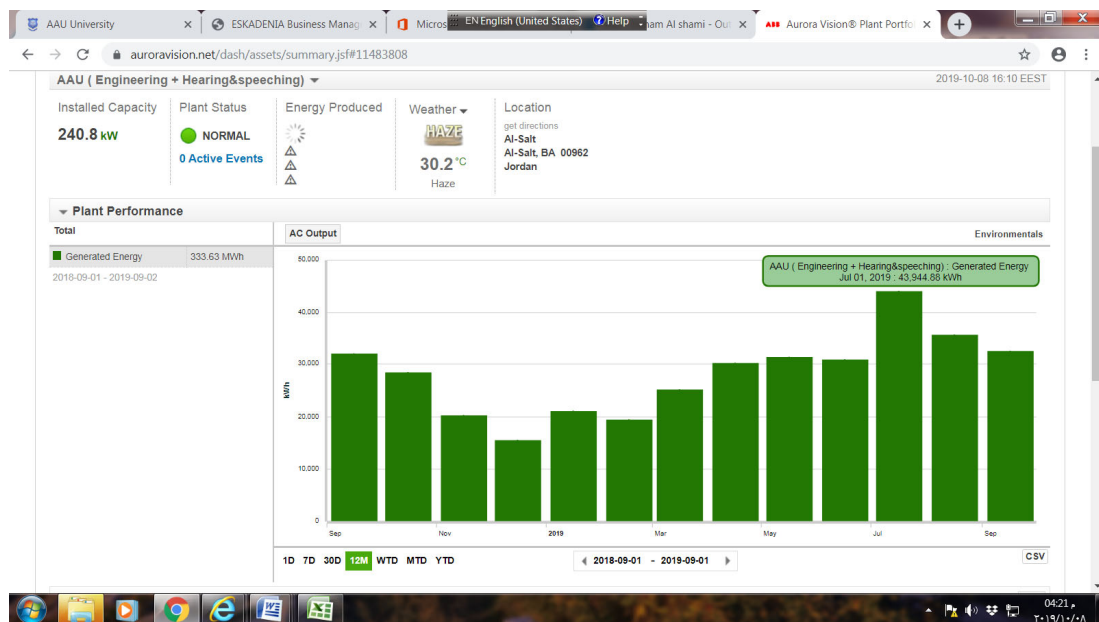 AAU University
ESKADENIA Business Manag
Micros
EN English (United States) Help
nam Al shami - Out
ABB Aurora Vision® Plant Portfo
auroravision.net/dash/assets/summary.jsf#11483808
AAU ( Engineering + Hearing&speeching)
2019-10-08 16:10 EEST
Installed Capacity
240.8 kW
Plant Status
NORMAL
0 Active Events
Energy Produced
Weather
HAZE
30.2 °C
Haze
Location
get directions
Al-Salt
Al-Salt, BA 00962
Jordan
Plant Performance
Total
Generated Energy 333.63 MWh
2018-09-01 - 2019-09-02
AC Output
Environmentals
AAU ( Engineering + Hearing&speeching) : Generated Energy
Jul 01, 2019 : 43,944.88 kWh
50,000
40,000
30,000
20,000
10,000
0
kWh
Sep Nov 2019 Mar May Jul Sep
1D 7D 30D 12M WTD MTD YTD
2018-09-01 - 2019-09-01
CSV
04:21 م
٢٠١٩/١٠/٠٨